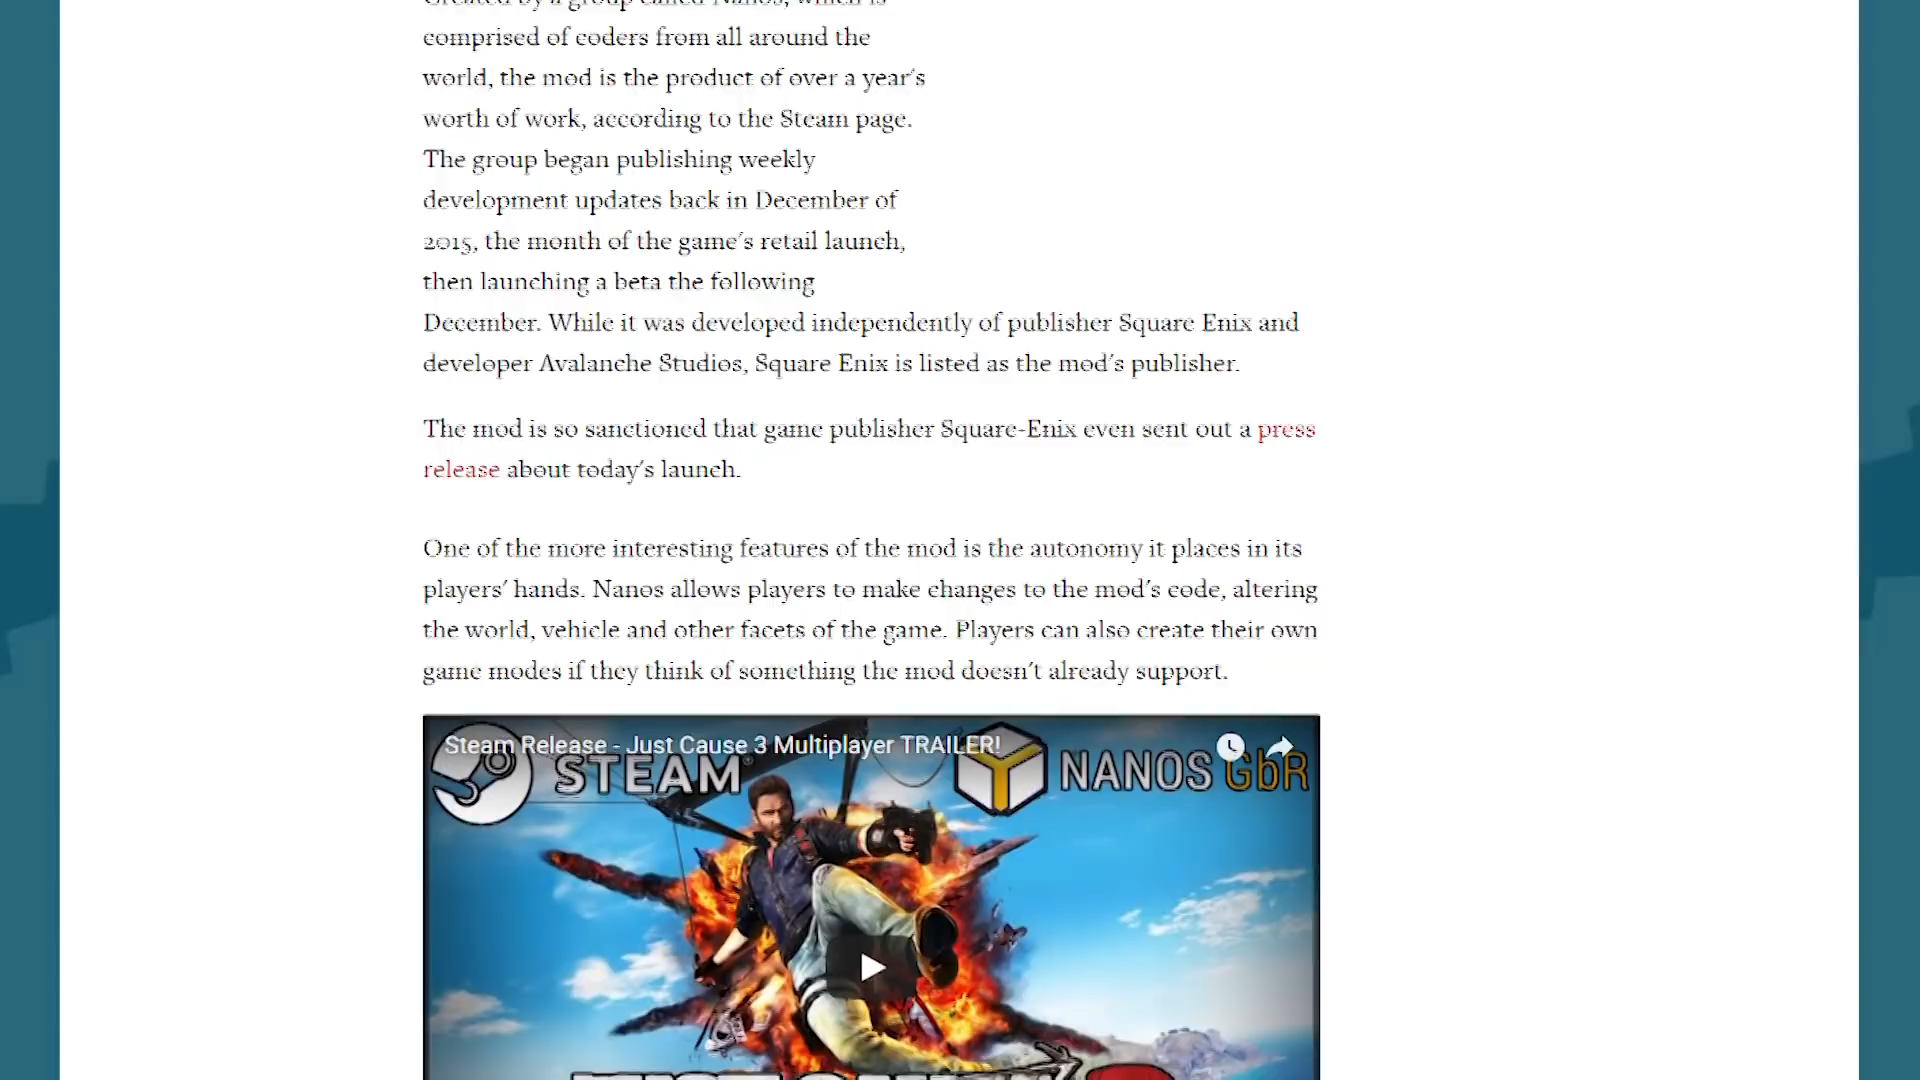 Created by a group called Nanos, which is
comprised of coders from all around the
world, the mod is the product of over a year's
worth of work, according to the Steam page.
The group began publishing weekly
development updates back in December of
2015, the month of the game's retail launch,
then launching a beta the following
December. While it was developed independently of publisher Square Enix and
developer Avalanche Studios, Square Enix is listed as the mod's publisher.
The mod is so sanctioned that game publisher Square-Enix even sent out a press
release about today's launch.
One of the more interesting features of the mod is the autonomy it places in its
players' hands. Nanos allows players to make changes to the mod's code, altering
the world, vehicle and other facets of the game. Players can also create their own
game modes if they think of something the mod doesn't already support.
Steam Release - Just Cause 3 Multiplayer TRAILER!
STEAM®
NANOS GbR